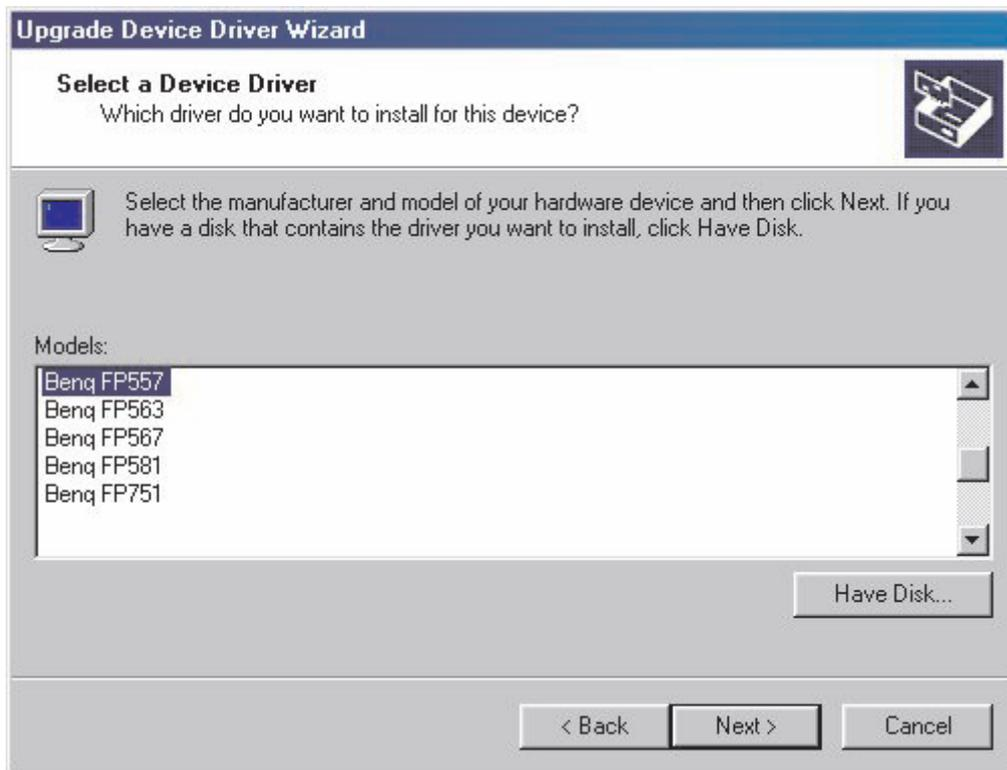 Upgrade Device Driver Wizard
Select a Device Driver
Which driver do you want to install for this device?
Select the manufacturer and model of your hardware device and then click Next. If you
have a disk that contains the driver you want to install, click Have Disk.
Models:
Benq FP557
Benq FP563
Benq FP567
Benq FP581
Benq FP751
Have Disk...
< Back
Next >
Cancel